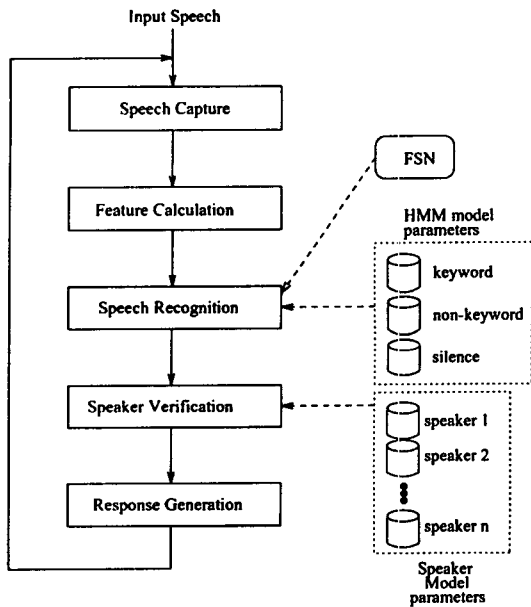 Input Speech
Speech Capture
FSN
Feature Calculation
HMM model
parameters
keyword
Speech Recognition
non-keyword
silence
Speaker Verification
speaker 1
speaker 2
Response Generation
speaker n
Speaker
Model
parameters